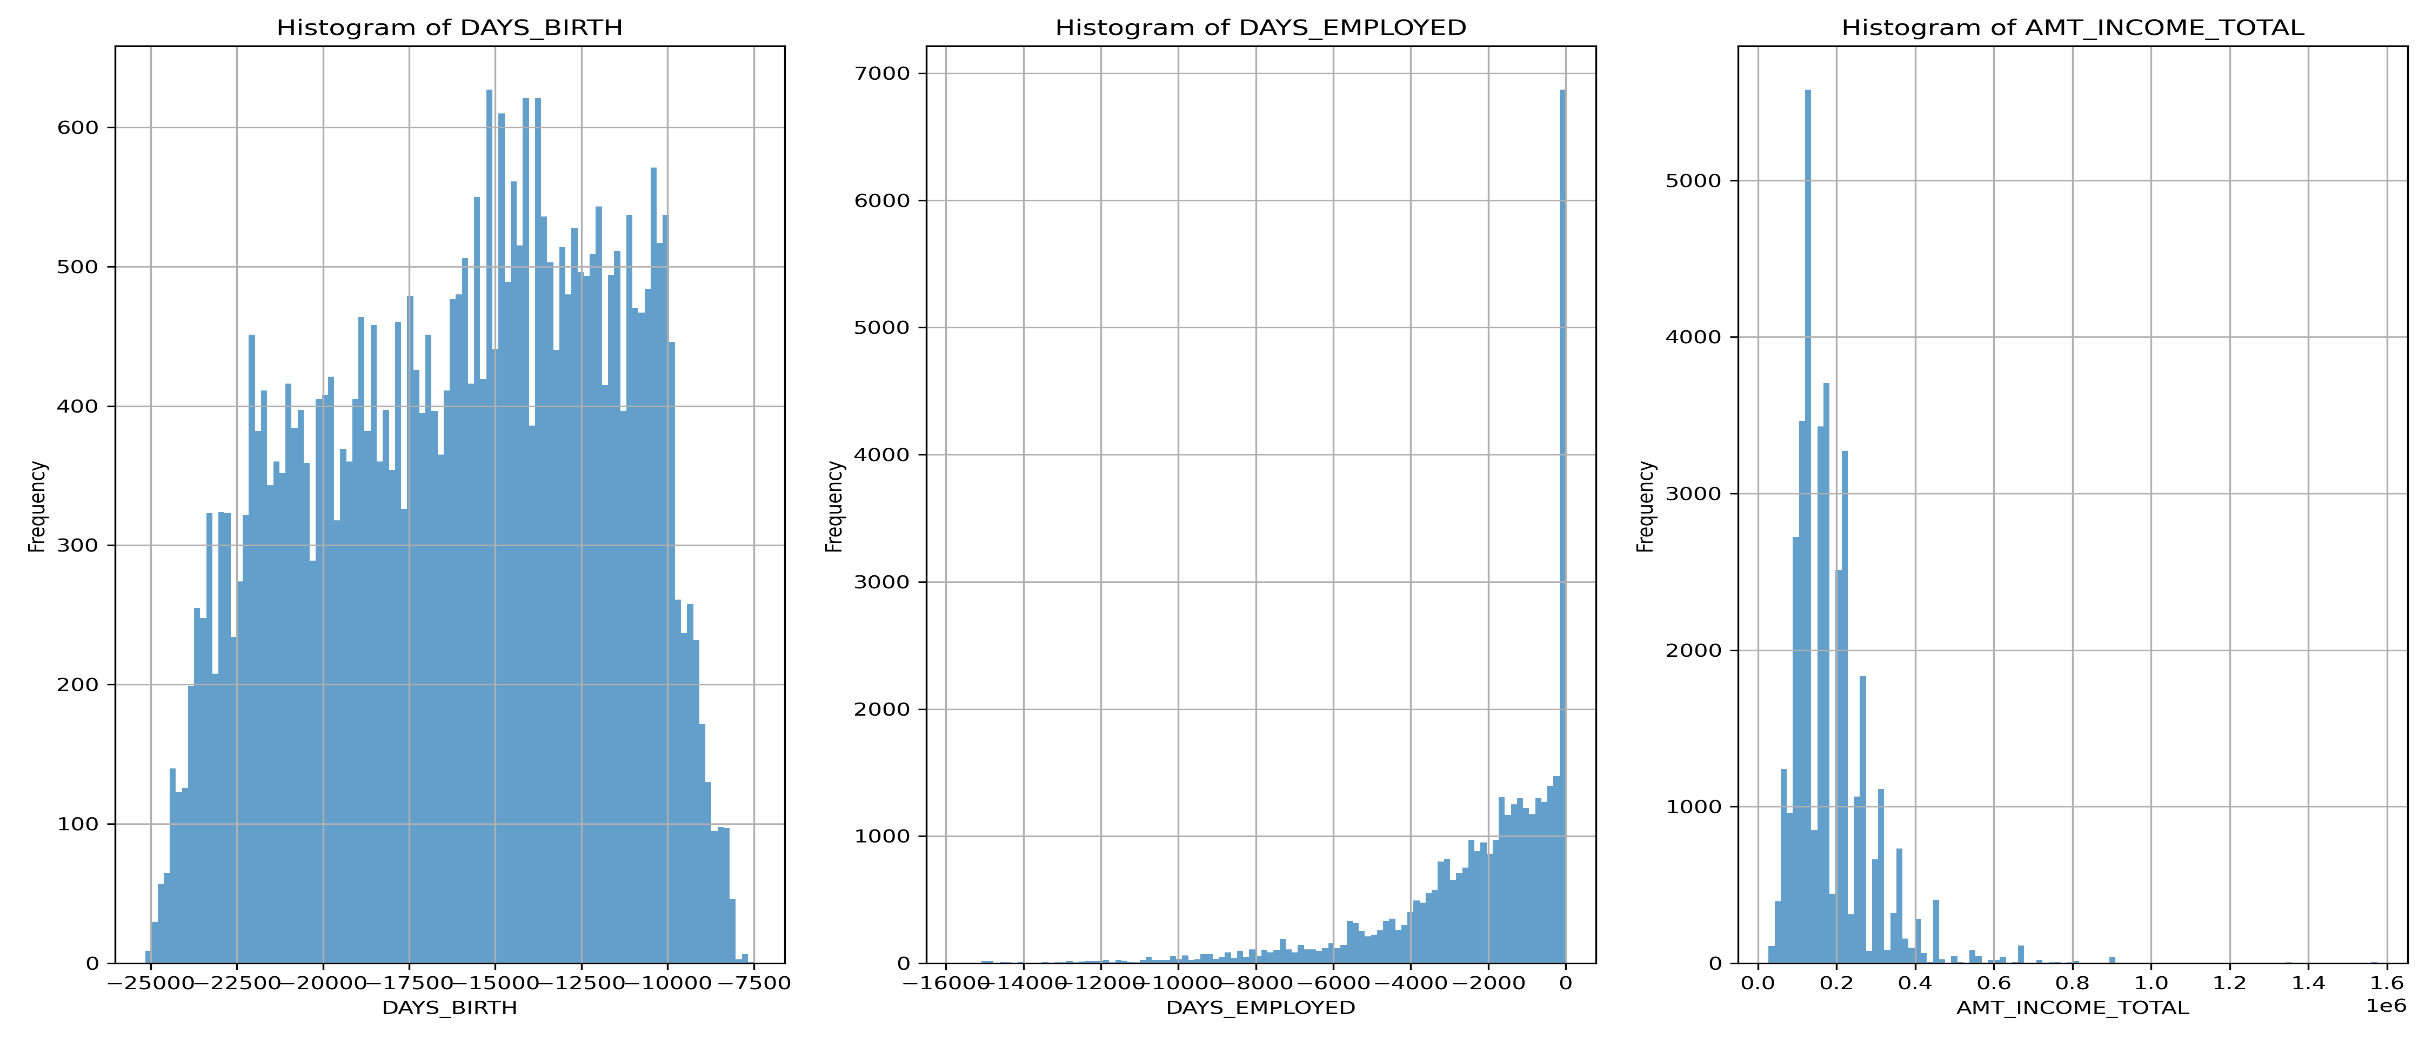 Histogram of DAYS_BIRTH
Frequency
600
500
400
300
200
100
0
−25000 −22500 −20000 −17500 −15000 −12500 −10000 −7500
DAYS_BIRTH
Histogram of DAYS_EMPLOYED
Frequency
7000
6000
5000
4000
3000
2000
1000
0
−16000 −14000 −12000 −10000 −8000 −6000 −4000 −2000 0
DAYS_EMPLOYED
Histogram of AMT_INCOME_TOTAL
Frequency
5000
4000
3000
2000
1000
0
0.0 0.2 0.4 0.6 0.8 1.0 1.2 1.4 1.6
1e6
AMT_INCOME_TOTAL